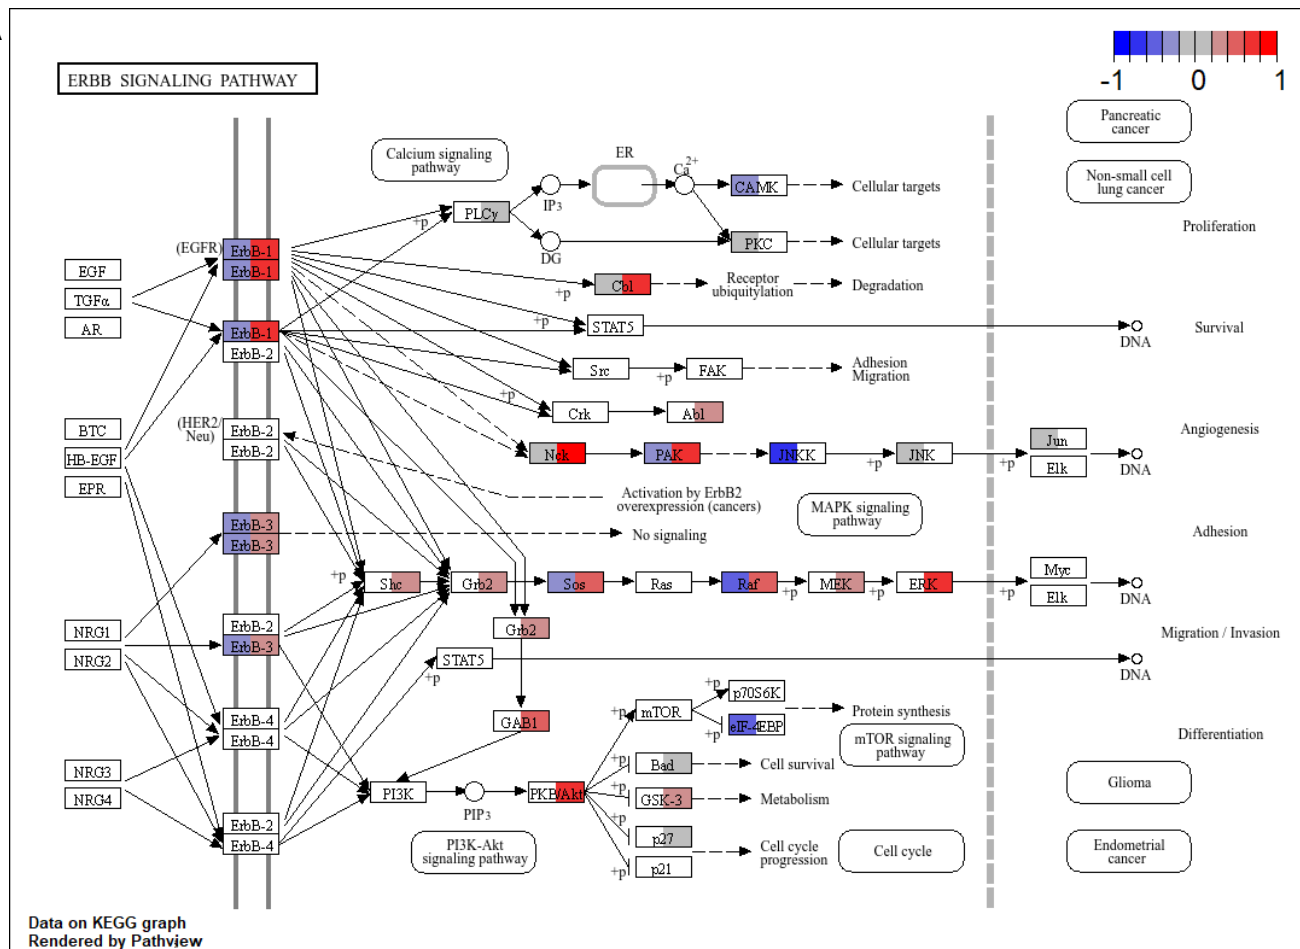 A
-1 0 1
ERBB SIGNALING PATHWAY
Pancreatic
cancer
Non-small cell
lung cancer
Calcium signaling
pathway
ER
Ca2+
IP3
CAMK
Cellular targets
PLCγ
+p
DG
PKC
Cellular targets
Proliferation
(EGFR)
ErbB-1
ErbB-1
EGF
TGFα
AR
Cbl
+p
Receptor
ubiquitylation
Degradation
ErbB-1
ErbB-2
+p
STAT5
DNA
Survival
Src
+p
FAK
Adhesion
Migration
+p
Crk
Abl
BTC
HB-EGF
EPR
(HER2/
Neu)
ErbB-2
ErbB-2
Nck
PAK
JNKK
+p
JNK
+p
Jun
Elk
DNA
Angiogenesis
Activation by ErbB2
overexpression (cancers)
MAPK signaling
pathway
ErbB-3
ErbB-3
No signaling
Adhesion
+p
Shc
Grb2
Sos
Ras
Raf
+p
MEK
+p
ERK
+p
Myc
Elk
DNA
NRG1
NRG2
ErbB-2
ErbB-3
Grb2
Migration / Invasion
STAT5
+p
DNA
ErbB-4
ErbB-4
GAB1
+p
mTOR
+p
p70S6K
+p
eIF-4EBP
Protein synthesis
mTOR signaling
pathway
Differentiation
NRG3
NRG4
+p
Bad
Cell survival
PI3K
PIP3
PKB/Akt
+p
GSK-3
Metabolism
Glioma
ErbB-2
ErbB-4
PI3K-Akt
signaling pathway
+p
p27
+p
p21
Cell cycle
progression
Cell cycle
Endometrial
cancer
Data on KEGG graph
Rendered by Pathview